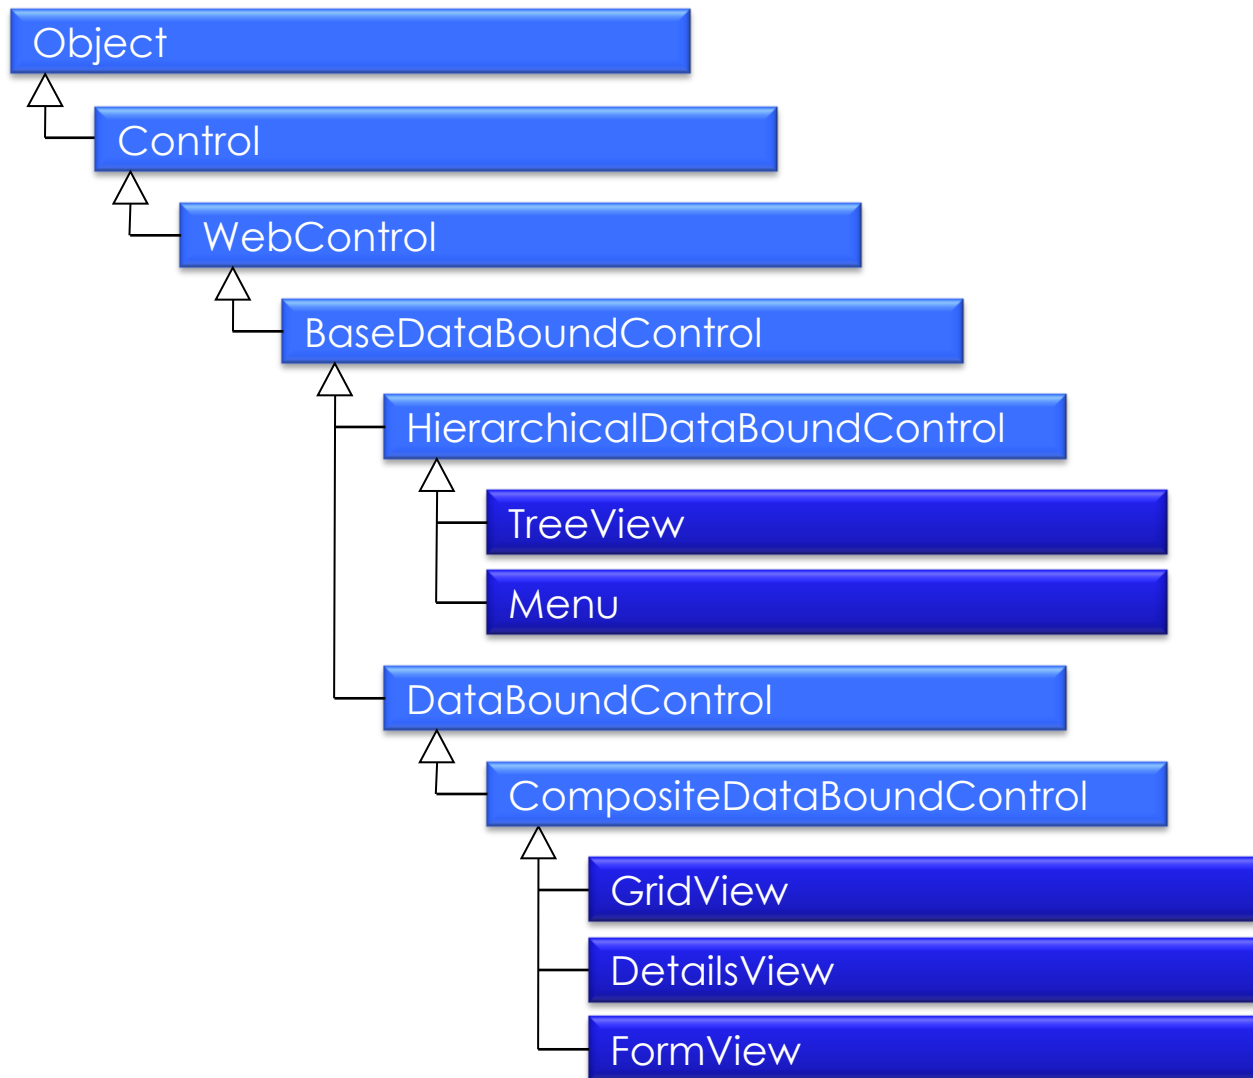 Object
Control
WebControl
BaseDataBoundControl
HierarchicalDataBoundControl
TreeView
Menu
DataBoundControl
CompositeDataBoundControl
GridView
DetailsView
FormView